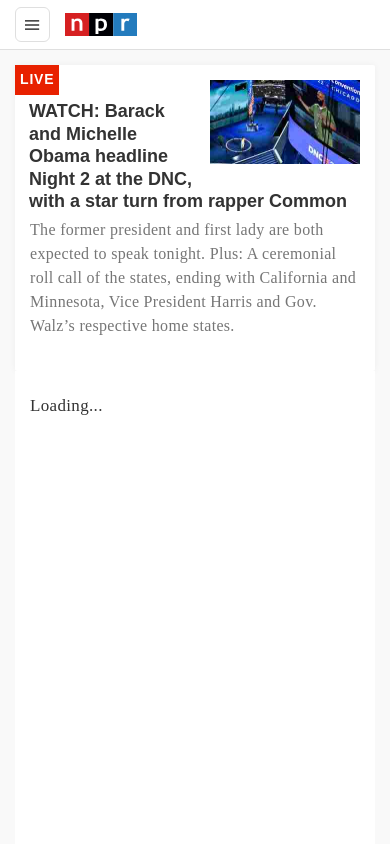 npr
LIVE
WATCH: Barack
and Michelle
Obama headline
Night 2 at the DNC,
with a star turn from rapper Common
The former president and first lady are both
expected to speak tonight. Plus: A ceremonial
roll call of the states, ending with California and
Minnesota, Vice President Harris and Gov.
Walz’s respective home states.
Loading...